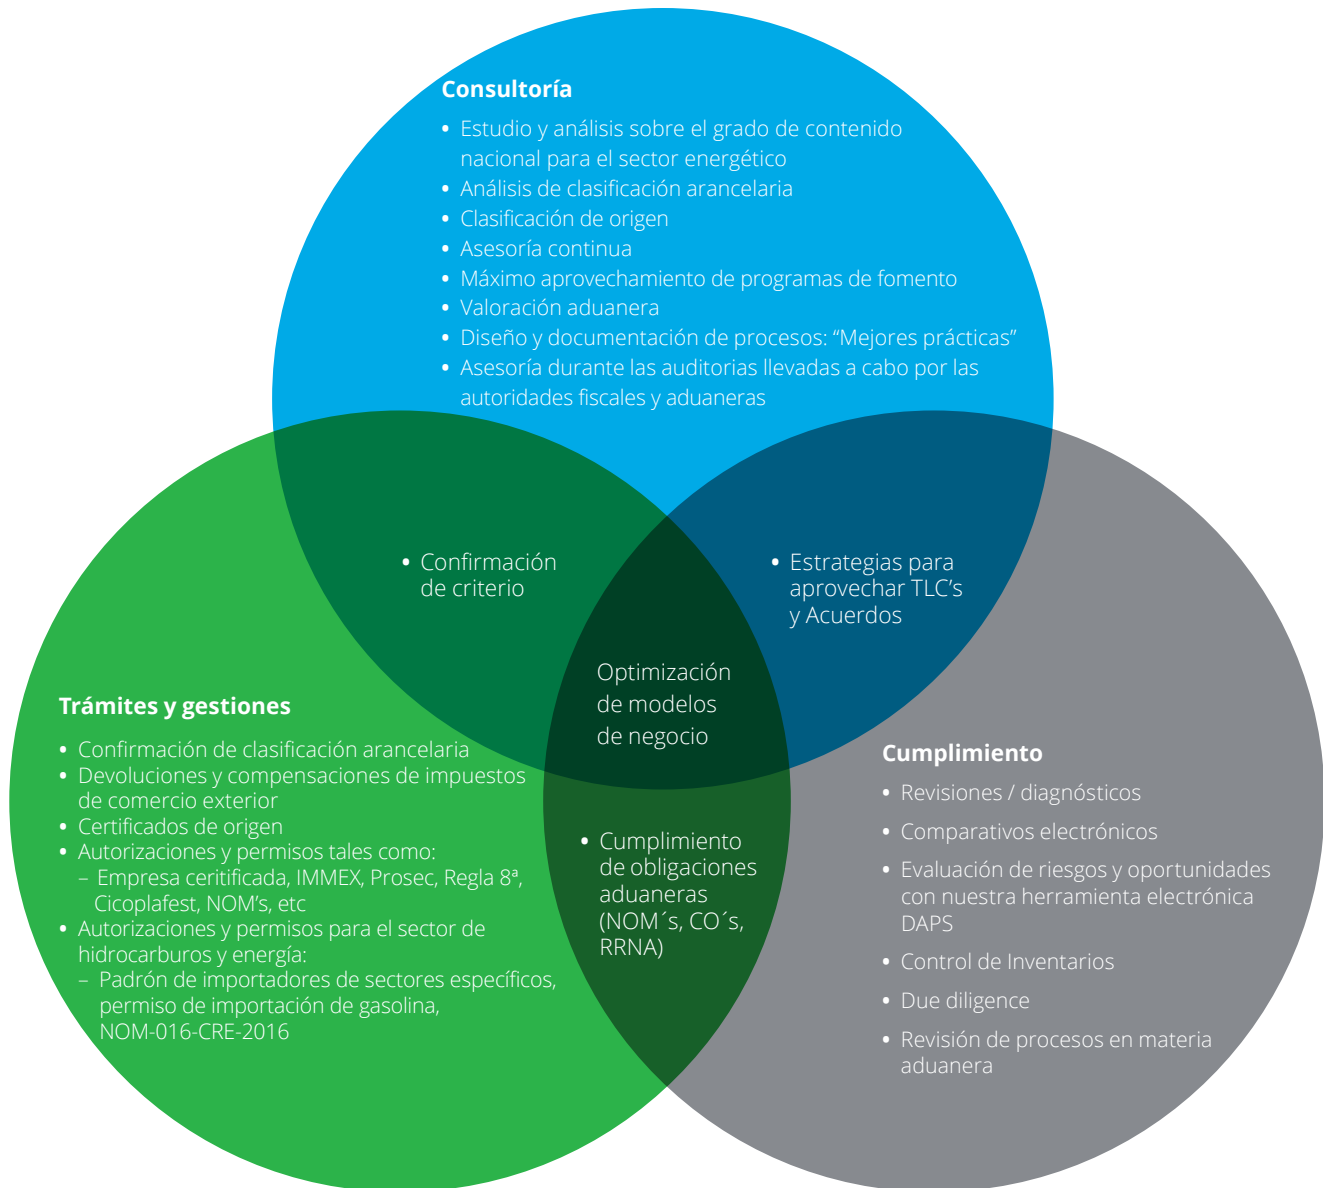 Consultoría
• Estudio y análisis sobre el grado de contenido
nacional para el sector energético
• Análisis de clasificación arancelaria
• Clasificación de origen
• Asesoría continua
• Máximo aprovechamiento de programas de fomento
• Valoración aduanera
• Diseño y documentación de procesos: “Mejores prácticas”
• Asesoría durante las auditorias llevadas a cabo por las
autoridades fiscales y aduaneras
• Confirmación
de criterio
• Estrategias para
aprovechar TLC’s
y Acuerdos
Optimización
de modelos
de negocio
Trámites y gestiones
• Confirmación de clasificación arancelaria
• Devoluciones y compensaciones de impuestos
de comercio exterior
• Certificados de origen
• Autorizaciones y permisos tales como:
– Empresa ceritificada, IMMEX, Prosec, Regla 8ª,
Cicoplafest, NOM’s, etc
• Autorizaciones y permisos para el sector de
hidrocarburos y energía:
– Padrón de importadores de sectores específicos,
permiso de importación de gasolina,
NOM-016-CRE-2016
• Cumplimiento
de obligaciones
aduaneras
(NOM´s, CO´s,
RRNA)
Cumplimiento
• Revisiones / diagnósticos
• Comparativos electrónicos
• Evaluación de riesgos y oportunidades
con nuestra herramienta electrónica
DAPS
• Control de Inventarios
• Due diligence
• Revisión de procesos en materia
aduanera